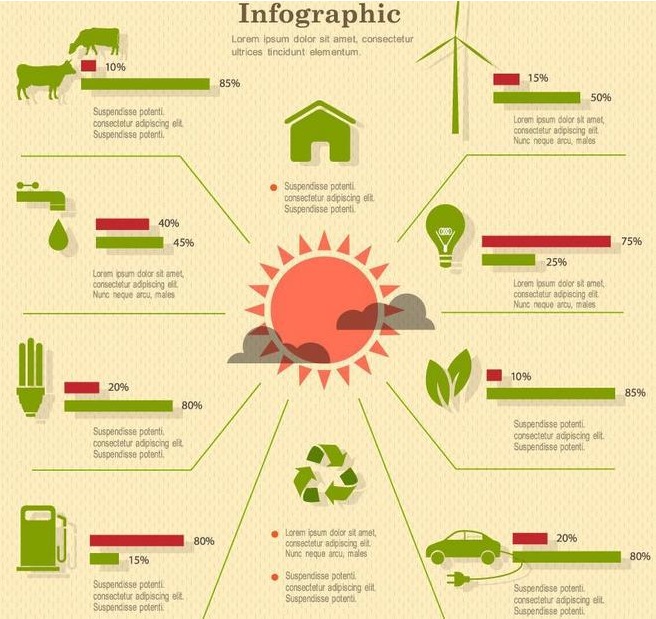 Infographic
Lorem ipsum dolor sit amet, consectetur
ultrices tincidunt elementum.
10%
85%
Suspendisse potenti.
consectetur adipiscing elit.
Suspendisse potenti.
15%
50%
Lorem ipsum dolor sit amet,
consectetur adipiscing elit.
Nunc neque arcu, males
Suspendisse potenti.
consectetur adipiscing elit.
Suspendisse potenti.
40%
45%
Lorem ipsum dolor sit amet,
consectetur adipiscing elit.
Nunc neque arcu, males
75%
25%
Lorem ipsum dolor sit amet,
consectetur adipiscing elit.
Nunc neque arcu, males
20%
80%
Suspendisse potenti.
consectetur adipiscing elit.
Suspendisse potenti.
10%
85%
Suspendisse potenti.
consectetur adipiscing elit.
Suspendisse potenti.
80%
15%
Suspendisse potenti.
consectetur adipiscing elit.
Suspendisse potenti.
Lorem ipsum dolor sit amet,
consectetur adipiscing elit.
Nunc neque arcu, males
Suspendisse potenti.
consectetur adipiscing elit.
Suspendisse potenti.
20%
80%
Suspendisse potenti.
consectetur adipiscing elit.
Suspendisse potenti.